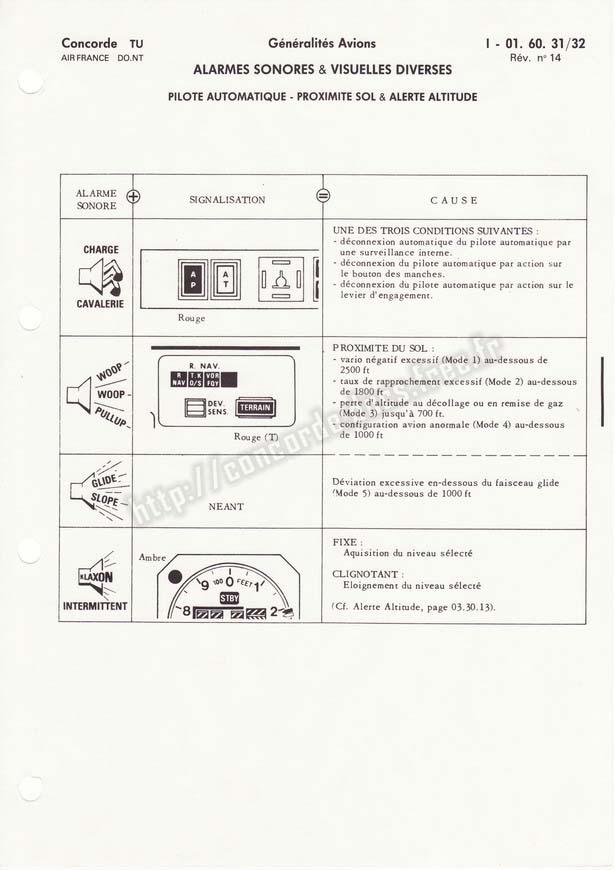 Concorde TU
Généralités Avions
I - 01. 60. 31/32
AIR FRANCE DO.NT
Rév. n° 14
ALARMES SONORES & VISUELLES DIVERSES
PILOTE AUTOMATIQUE - PROXIMITE SOL & ALERTE ALTITUDE
ALARME
SONORE
+
SIGNALISATION
=
CAUSE
CHARGE
CAVALERIE
AP
AT
Rouge
UNE DES TROIS CONDITIONS SUIVANTES :
- déconnexion automatique du pilote automatique par
une surveillance interne.
- déconnexion du pilote automatique par action sur
le bouton des manches.
- déconnexion du pilote automatique par action sur le
levier d'engagement.
WOOP
WOOP
PULLUP
R. NAV.
R T.K VOR
NAV O/S FQY
DEV.
SENS.
TERRAIN
Rouge (T)
PROXIMITE DU SOL :
- vario négatif excessif (Mode 1) au-dessous de
2500 ft
- taux de rapprochement excessif (Mode 2) au-dessous
de 1800 ft
- perte d'altitude au décollage ou en remise de gaz
(Mode 3) jusqu'à 700 ft.
- configuration avion anormale (Mode 4) au-dessous
de 1000 ft
GLIDE
SLOPE
NEANT
Déviation excessive en-dessous du faisceau glide
(Mode 5) au-dessous de 1000 ft
KLAXON
INTERMITTENT
Ambre
9 100 0 FEET 1
STBY
8 2
FIXE :
Aquisition du niveau sélecté
CLIGNOTANT :
Eloignement du niveau sélecté
(Cf. Alerte Altitude, page 03.30.13).
http://concordescopia.free.fr